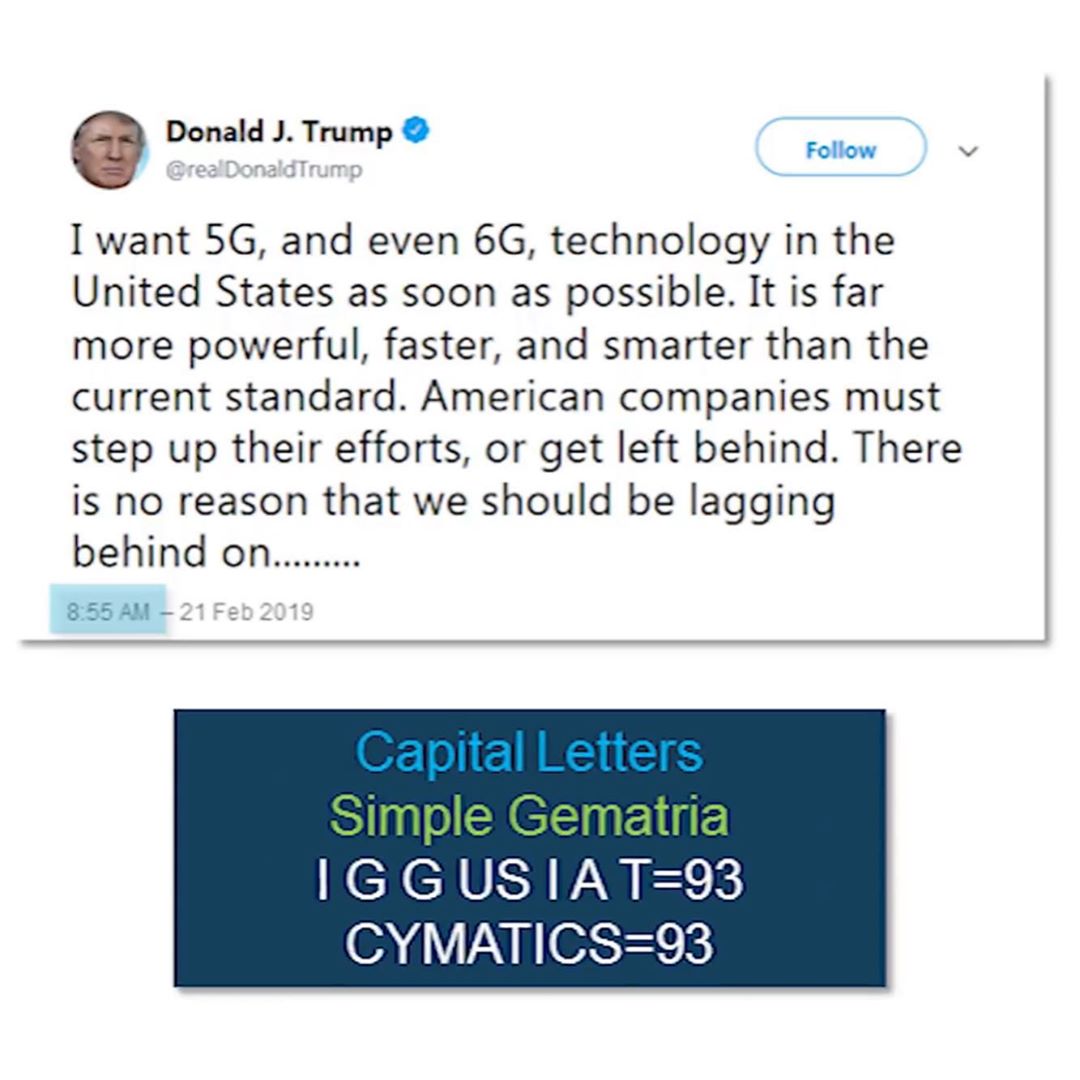 Donald J. Trump
@realDonaldTrump
Follow
I want 5G, and even 6G, technology in the
United States as soon as possible. It is far
more powerful, faster, and smarter than the
current standard. American companies must
step up their efforts, or get left behind. There
is no reason that we should be lagging
behind on.........
8:55 AM – 21 Feb 2019
Capital Letters
Simple Gematria
I G G US I A T=93
CYMATICS=93